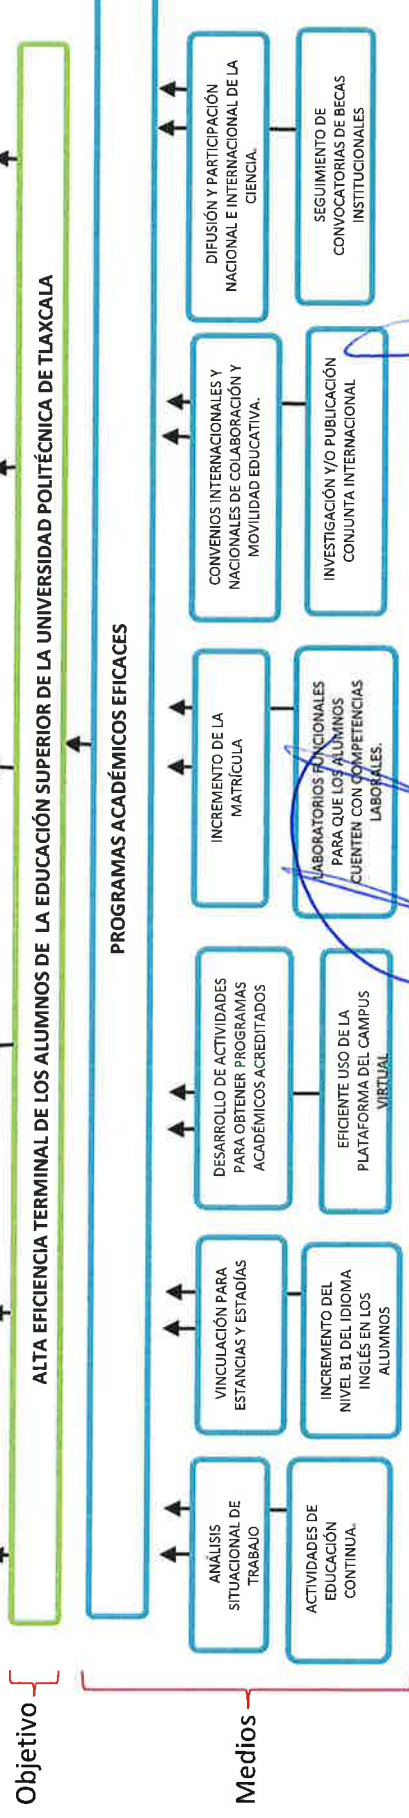 Objetivo
ALTA EFICIENCIA TERMINAL DE LOS ALUMNOS DE LA EDUCACIÓN SUPERIOR DE LA UNIVERSIDAD POLITÉCNICA DE TLAXCALA
Medios
PROGRAMAS ACADÉMICOS EFICACES
ANÁLISIS
SITUACIONAL DE
TRABAJO
VINCULACIÓN PARA
ESTANCIAS Y ESTADÍAS
DESARROLLO DE ACTIVIDADES
PARA OBTENER PROGRAMAS
ACADÉMICOS ACREDITADOS
INCREMENTO DE LA
MATRÍCULA
CONVENIOS INTERNACIONALES Y
NACIONALES DE COLABORACIÓN Y
MOVILIDAD EDUCATIVA.
DIFUSIÓN Y PARTICIPACIÓN
NACIONAL E INTERNACIONAL DE LA
CIENCIA.
ACTIVIDADES DE
EDUCACIÓN
CONTINUA.
INCREMENTO DEL
NIVEL B1 DEL IDIOMA
INGLÉS EN LOS
ALUMNOS
EFICIENTE USO DE LA
PLATAFORMA DEL CAMPUS
VIRTUAL
LABORATORIOS FUNCIONALES
PARA QUE LOS ALUMNOS
CUENTEN CON COMPETENCIAS
LABORALES.
INVESTIGACIÓN Y/O PUBLICACIÓN
CONJUNTA INTERNACIONAL
SEGUIMIENTO DE
CONVOCATORIAS DE BECAS
INSTITUCIONALES